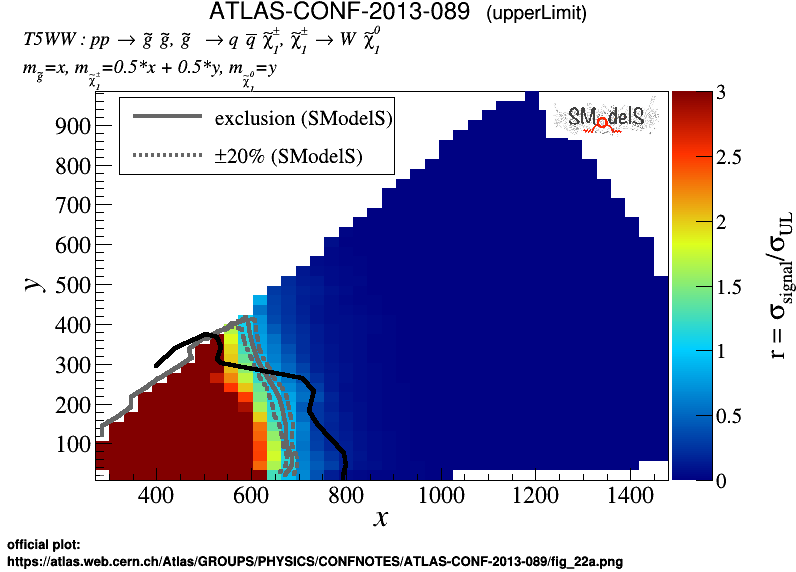 ATLAS-CONF-2013-089 (upperLimit)
T5WW : pp → g̃ g̃, g̃ → q q̅ χ̃₁±, χ̃₁± → W χ̃₁⁰
m_g̃=x, m_χ̃₁±=0.5*x + 0.5*y, m_χ̃₁⁰=y
exclusion (SModelS)
±20% (SModelS)
SModelS
900
800
700
600
500
400
300
200
100
y
400 600 800 1000 1200 1400
x
3
2.5
2
1.5
1
0.5
0
r = σ_signal/σ_UL
official plot:
https://atlas.web.cern.ch/Atlas/GROUPS/PHYSICS/CONFNOTES/ATLAS-CONF-2013-089/fig_22a.png